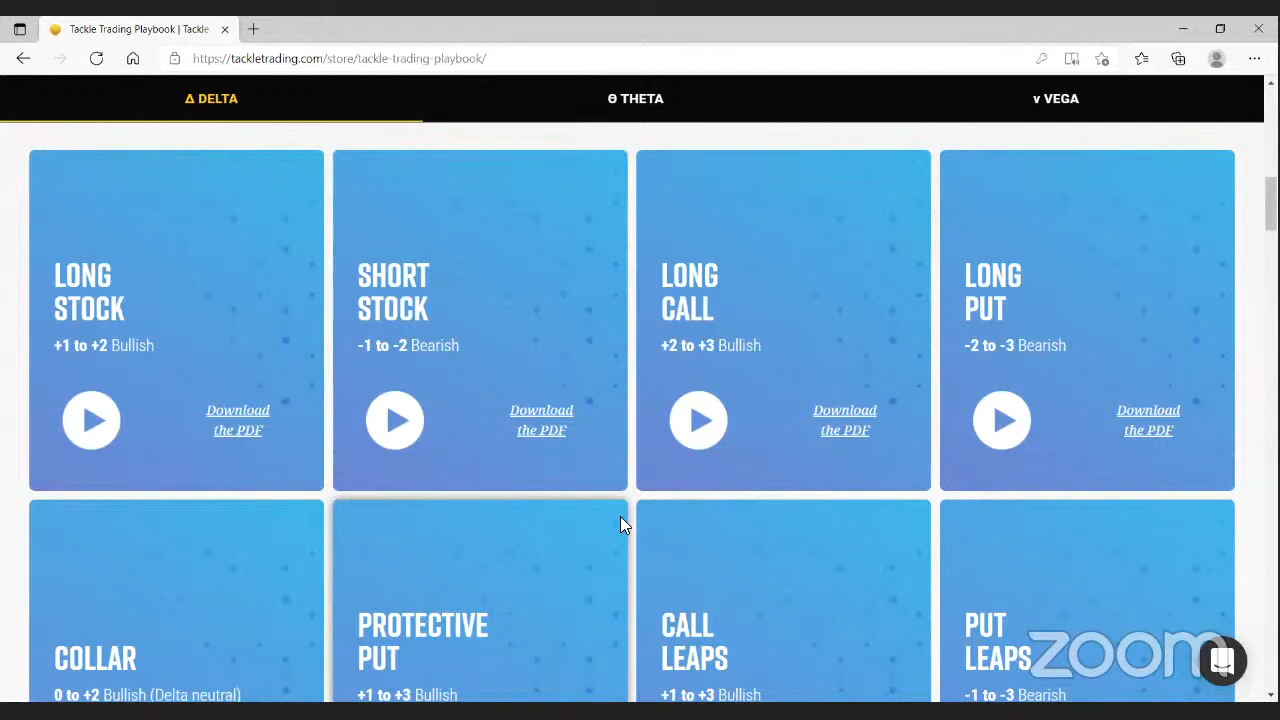 Tackle Trading Playbook | Tackle
https://tackletrading.com/store/tackle-trading-playbook/
Δ DELTA
Θ THETA
v VEGA
LONG
STOCK
+1 to +2 Bullish
Download
the PDF
SHORT
STOCK
-1 to -2 Bearish
Download
the PDF
LONG
CALL
+2 to +3 Bullish
Download
the PDF
LONG
PUT
-2 to -3 Bearish
Download
the PDF
COLLAR
0 to +2 Bullish (Delta neutral)
PROTECTIVE
PUT
+1 to +3 Bullish
CALL
LEAPS
+1 to +3 Bullish
PUT
LEAPS
-1 to -3 Bearish
zoom